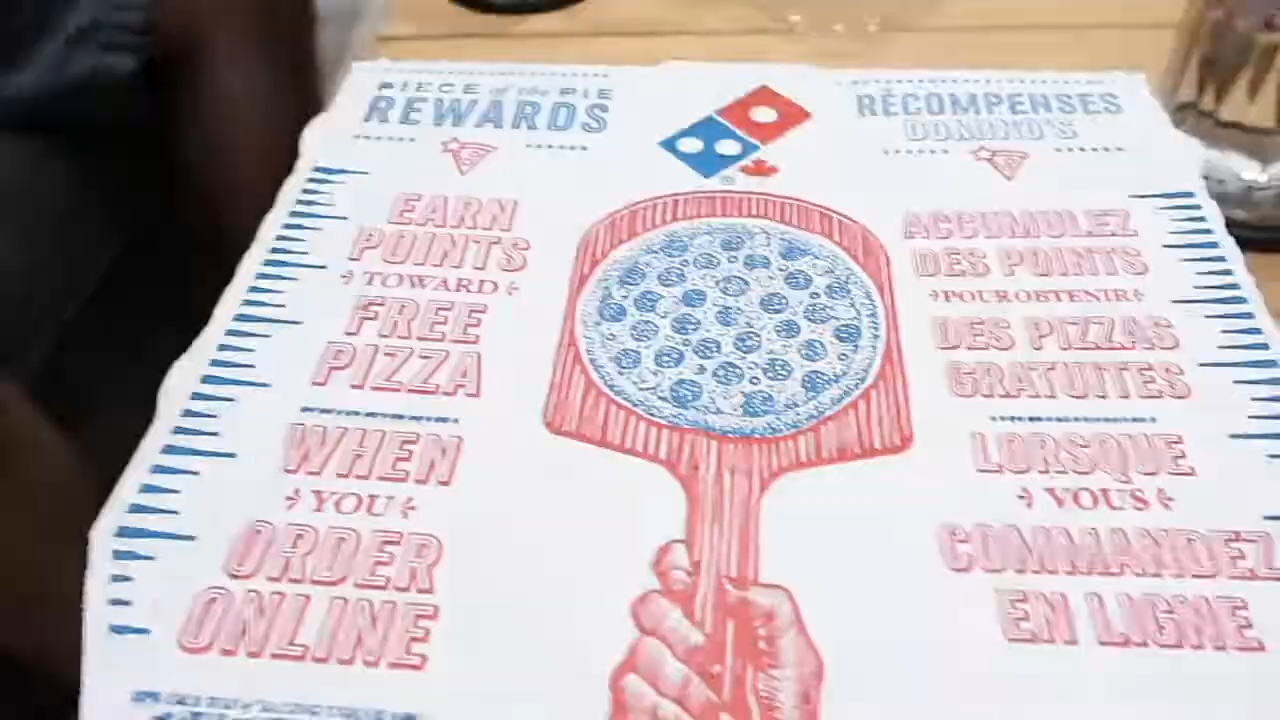 PIECE of the PIE
REWARDS
EARN
POINTS
TOWARD
FREE
PIZZA
WHEN
YOU
ORDER
ONLINE
RÉCOMPENSES
DOMINO'S
ACCUMULEZ
DES POINTS
POUR OBTENIR
DES PIZZAS
GRATUITES
LORSQUE
VOUS
COMMANDEZ
EN LIGNE